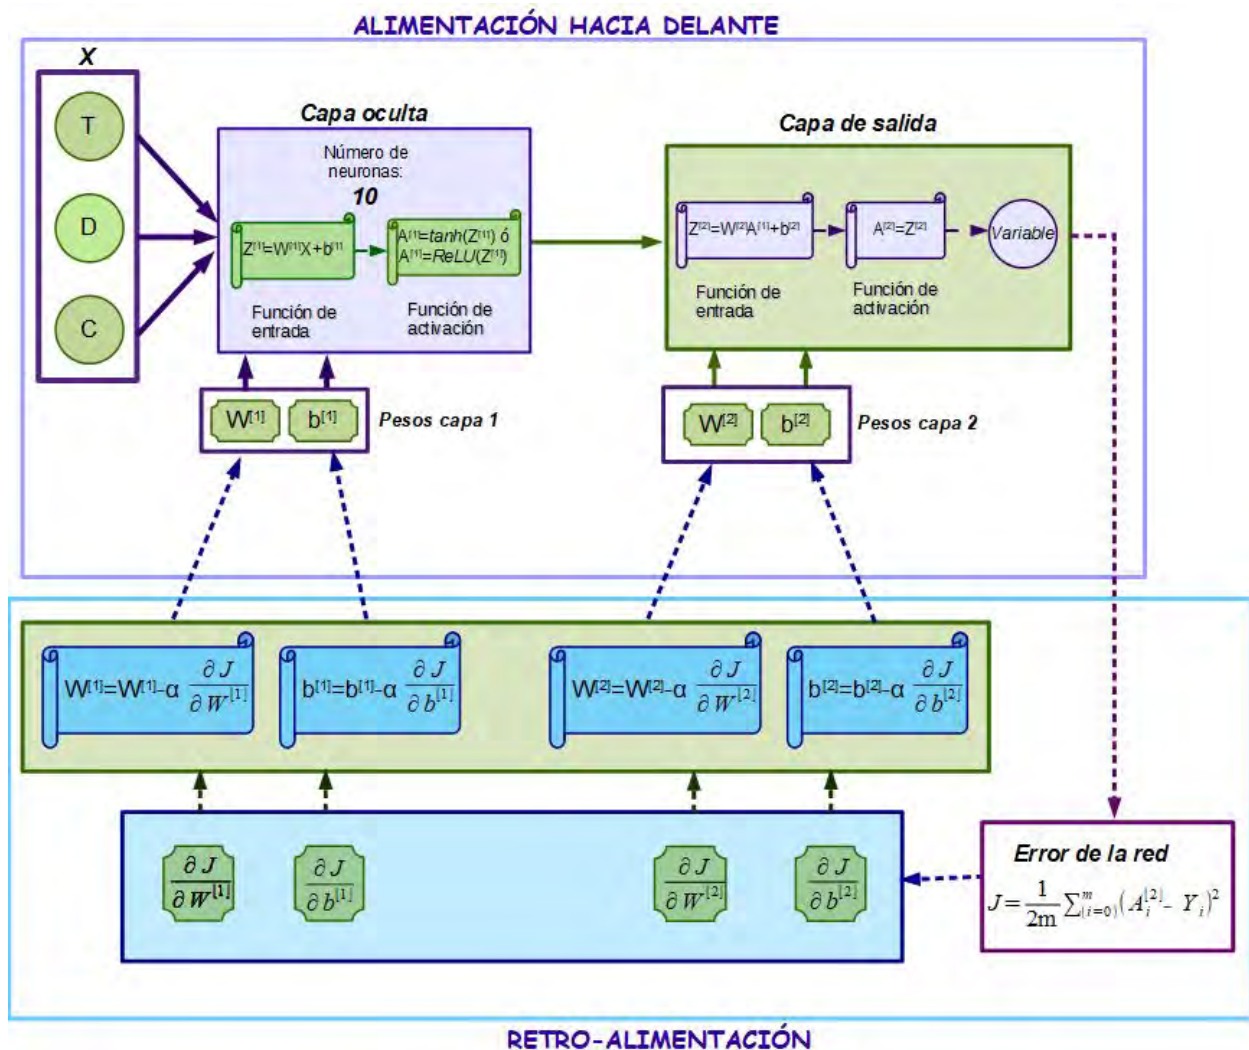 ALIMENTACIÓN HACIA DELANTE
X
T
D
C
Capa oculta
Número de
neuronas:
10
Z[1]=W[1]X+b[1]
A[1]=tanh(Z[1]) ó
A[1]=ReLU(Z[1])
Función de
entrada
Función de
activación
W[1]
b[1]
Pesos capa 1
Capa de salida
Z[2]=W[2]A[1]+b[2]
A[2]=Z[2]
Variable
Función de
entrada
Función de
activación
W[2]
b[2]
Pesos capa 2
W[1]=W[1]-α ∂J/∂W[1]
b[1]=b[1]-α ∂J/∂b[1]
W[2]=W[2]-α ∂J/∂W[2]
b[2]=b[2]-α ∂J/∂b[2]
∂J/∂W[1]
∂J/∂b[1]
∂J/∂W[2]
∂J/∂b[2]
Error de la red
J=1/2m ∑(i=0)^m (A_i^[2] - Y_i)^2
RETRO-ALIMENTACIÓN